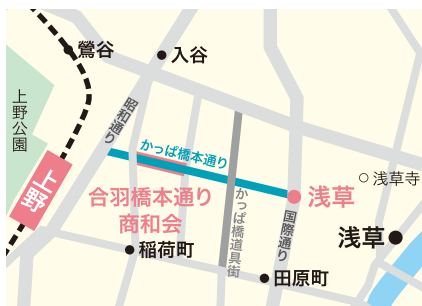 鶯谷
入谷
上野公園
昭和通り
かっぱ橋本通り
上野
合羽橋本通り
商和会
かっぱ橋道具街
浅草
国際通り
浅草寺
浅草
稲荷町
田原町